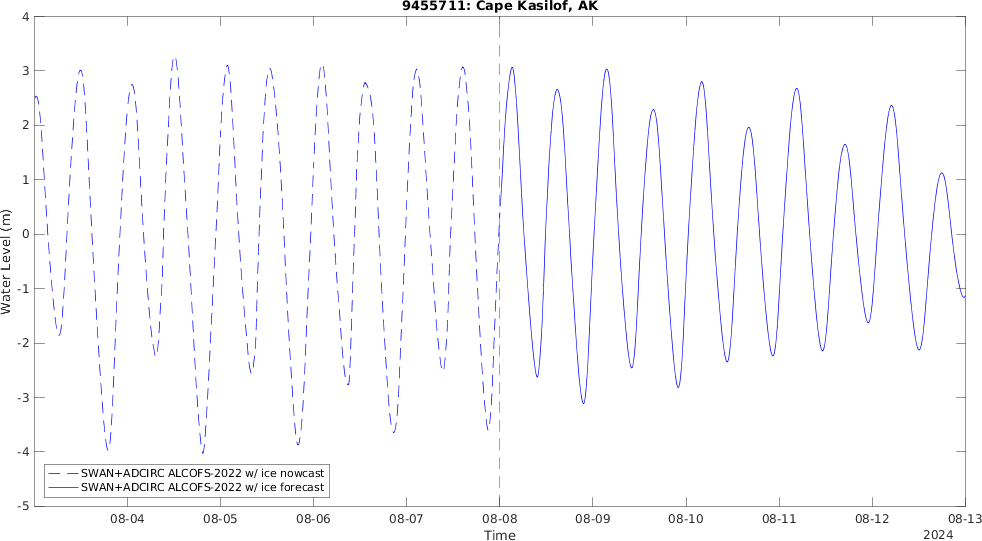 9455711: Cape Kasilof, AK
4
3
2
1
0
-1
-2
-3
-4
-5
Water Level (m)
SWAN+ADCIRC ALCOFS-2022 w/ ice nowcast
SWAN+ADCIRC ALCOFS-2022 w/ ice forecast
08-04 08-05 08-06 08-07 08-08 08-09 08-10 08-11 08-12 08-13
Time
2024